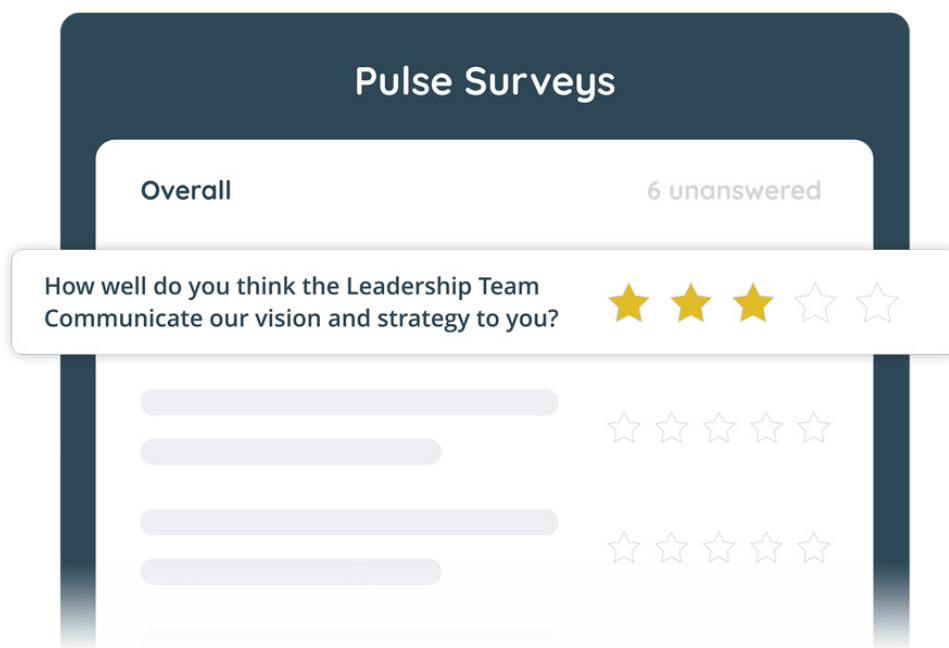 Pulse Surveys
Overall
6 unanswered
How well do you think the Leadership Team
Communicate our vision and strategy to you?